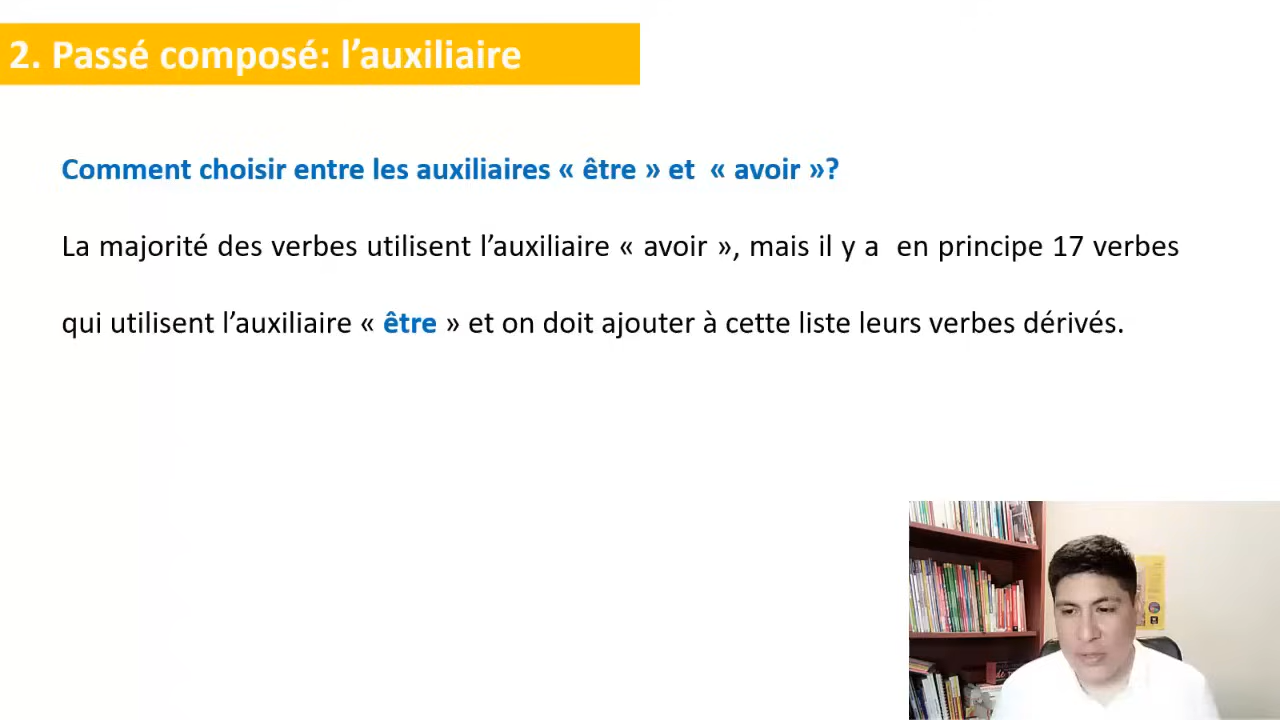 2. Passé composé: l’auxiliaire
Comment choisir entre les auxiliaires « être » et « avoir »?
La majorité des verbes utilisent l’auxiliaire « avoir », mais il y a en principe 17 verbes
qui utilisent l’auxiliaire « être » et on doit ajouter à cette liste leurs verbes dérivés.